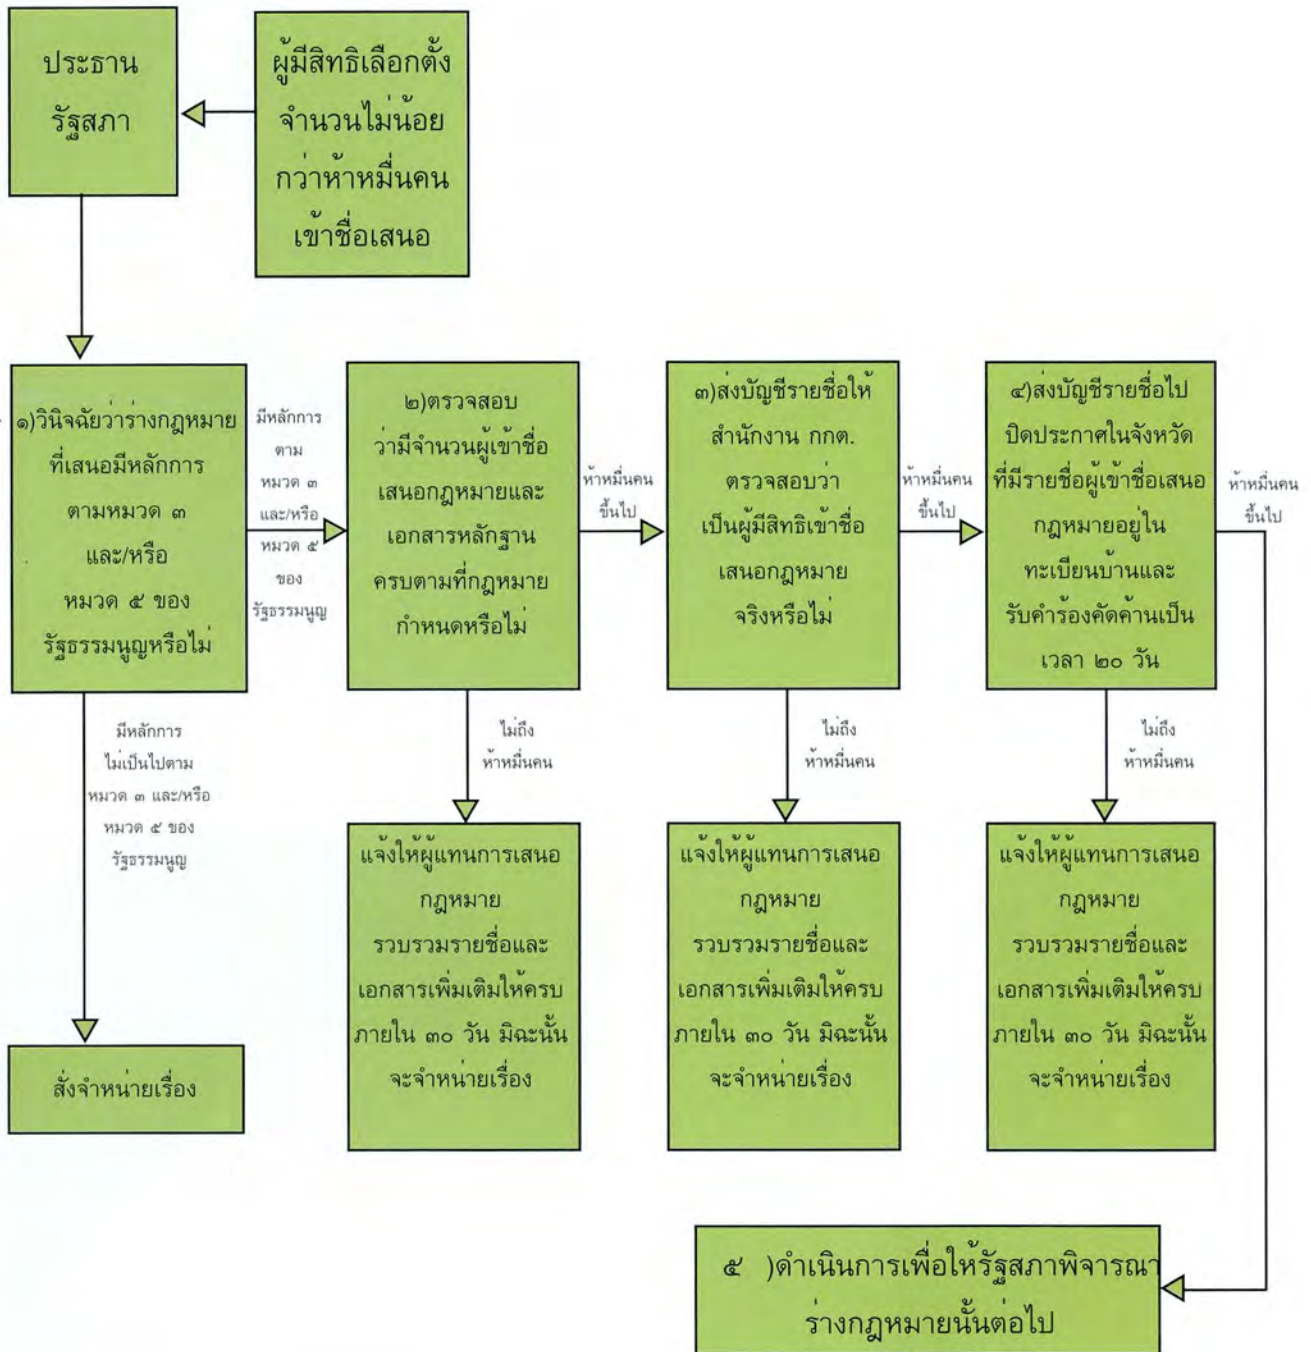 ประธาน
รัฐสภา
ผู้มีสิทธิเลือกตั้ง
จำนวนไม่น้อย
กว่าห้าหมื่นคน
เข้าชื่อเสนอ
๑)วินิจฉัยว่าร่างกฎหมาย
ที่เสนอมีหลักการ
ตามหมวด ๓
และ/หรือ
หมวด ๕ ของ
รัฐธรรมนูญหรือไม่
มีหลักการ
ตาม
หมวด ๓
และ/หรือ
หมวด ๕
ของ
รัฐธรรมนูญ
๒)ตรวจสอบ
ว่ามีจำนวนผู้เข้าชื่อ
เสนอกฎหมายและ
เอกสารหลักฐาน
ครบตามที่กฎหมาย
กำหนดหรือไม่
ห้าหมื่นคน
ขึ้นไป
๓)ส่งบัญชีรายชื่อให้
สำนักงาน กกต.
ตรวจสอบว่า
เป็นผู้มีสิทธิเข้าชื่อ
เสนอกฎหมาย
จริงหรือไม่
ห้าหมื่นคน
ขึ้นไป
๔)ส่งบัญชีรายชื่อไป
ปิดประกาศในจังหวัด
ที่มีรายชื่อผู้เข้าชื่อเสนอ
กฎหมายอยู่ใน
ทะเบียนบ้านและ
รับคำร้องคัดค้านเป็น
เวลา ๒๐ วัน
ห้าหมื่นคน
ขึ้นไป
มีหลักการ
ไม่เป็นไปตาม
หมวด ๓ และ/หรือ
หมวด ๕ ของ
รัฐธรรมนูญ
ไม่ถึง
ห้าหมื่นคน
ไม่ถึง
ห้าหมื่นคน
ไม่ถึง
ห้าหมื่นคน
สั่งจำหน่ายเรื่อง
แจ้งให้ผู้แทนการเสนอ
กฎหมาย
รวบรวมรายชื่อและ
เอกสารเพิ่มเติมให้ครบ
ภายใน ๓๐ วัน มิฉะนั้น
จะจำหน่ายเรื่อง
แจ้งให้ผู้แทนการเสนอ
กฎหมาย
รวบรวมรายชื่อและ
เอกสารเพิ่มเติมให้ครบ
ภายใน ๓๐ วัน มิฉะนั้น
จะจำหน่ายเรื่อง
แจ้งให้ผู้แทนการเสนอ
กฎหมาย
รวบรวมรายชื่อและ
เอกสารเพิ่มเติมให้ครบ
ภายใน ๓๐ วัน มิฉะนั้น
จะจำหน่ายเรื่อง
๕ )ดำเนินการเพื่อให้รัฐสภาพิจารณา
ร่างกฎหมายนั้นต่อไป